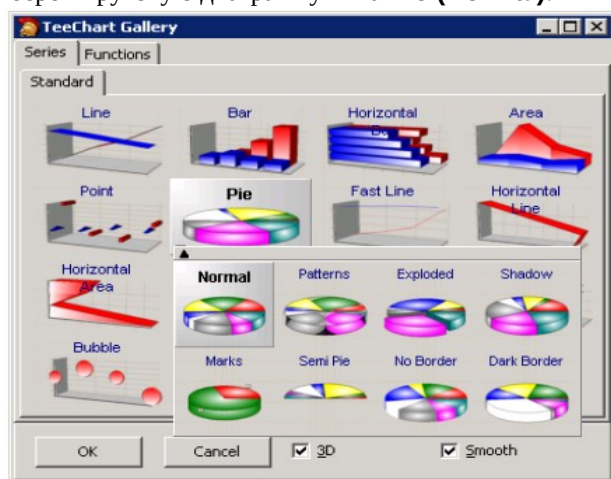 TeeChart Gallery
Series Functions
Standard
Line Bar Horizontal Area
Point Pie Fast Line Horizontal
Line
Horizontal
Area
Normal Patterns Exploded Shadow
Bubble Marks Semi Pie No Border Dark Border
OK Cancel 3D Smooth